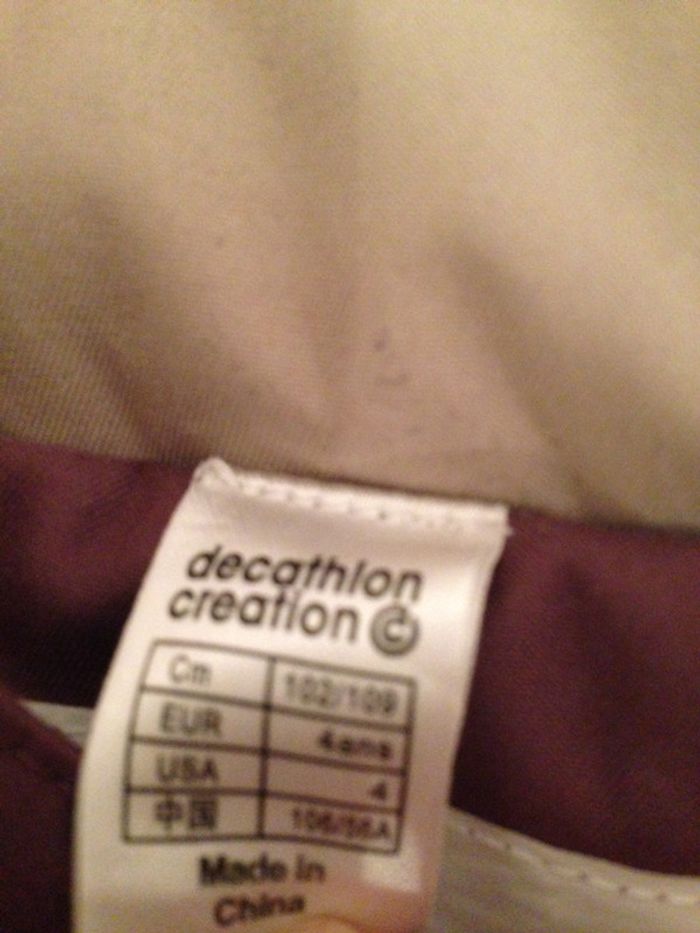 decathlon
creation ©
Cm 102/109
EUR 4ans
USA 4
中国 106/56A
Made in
China